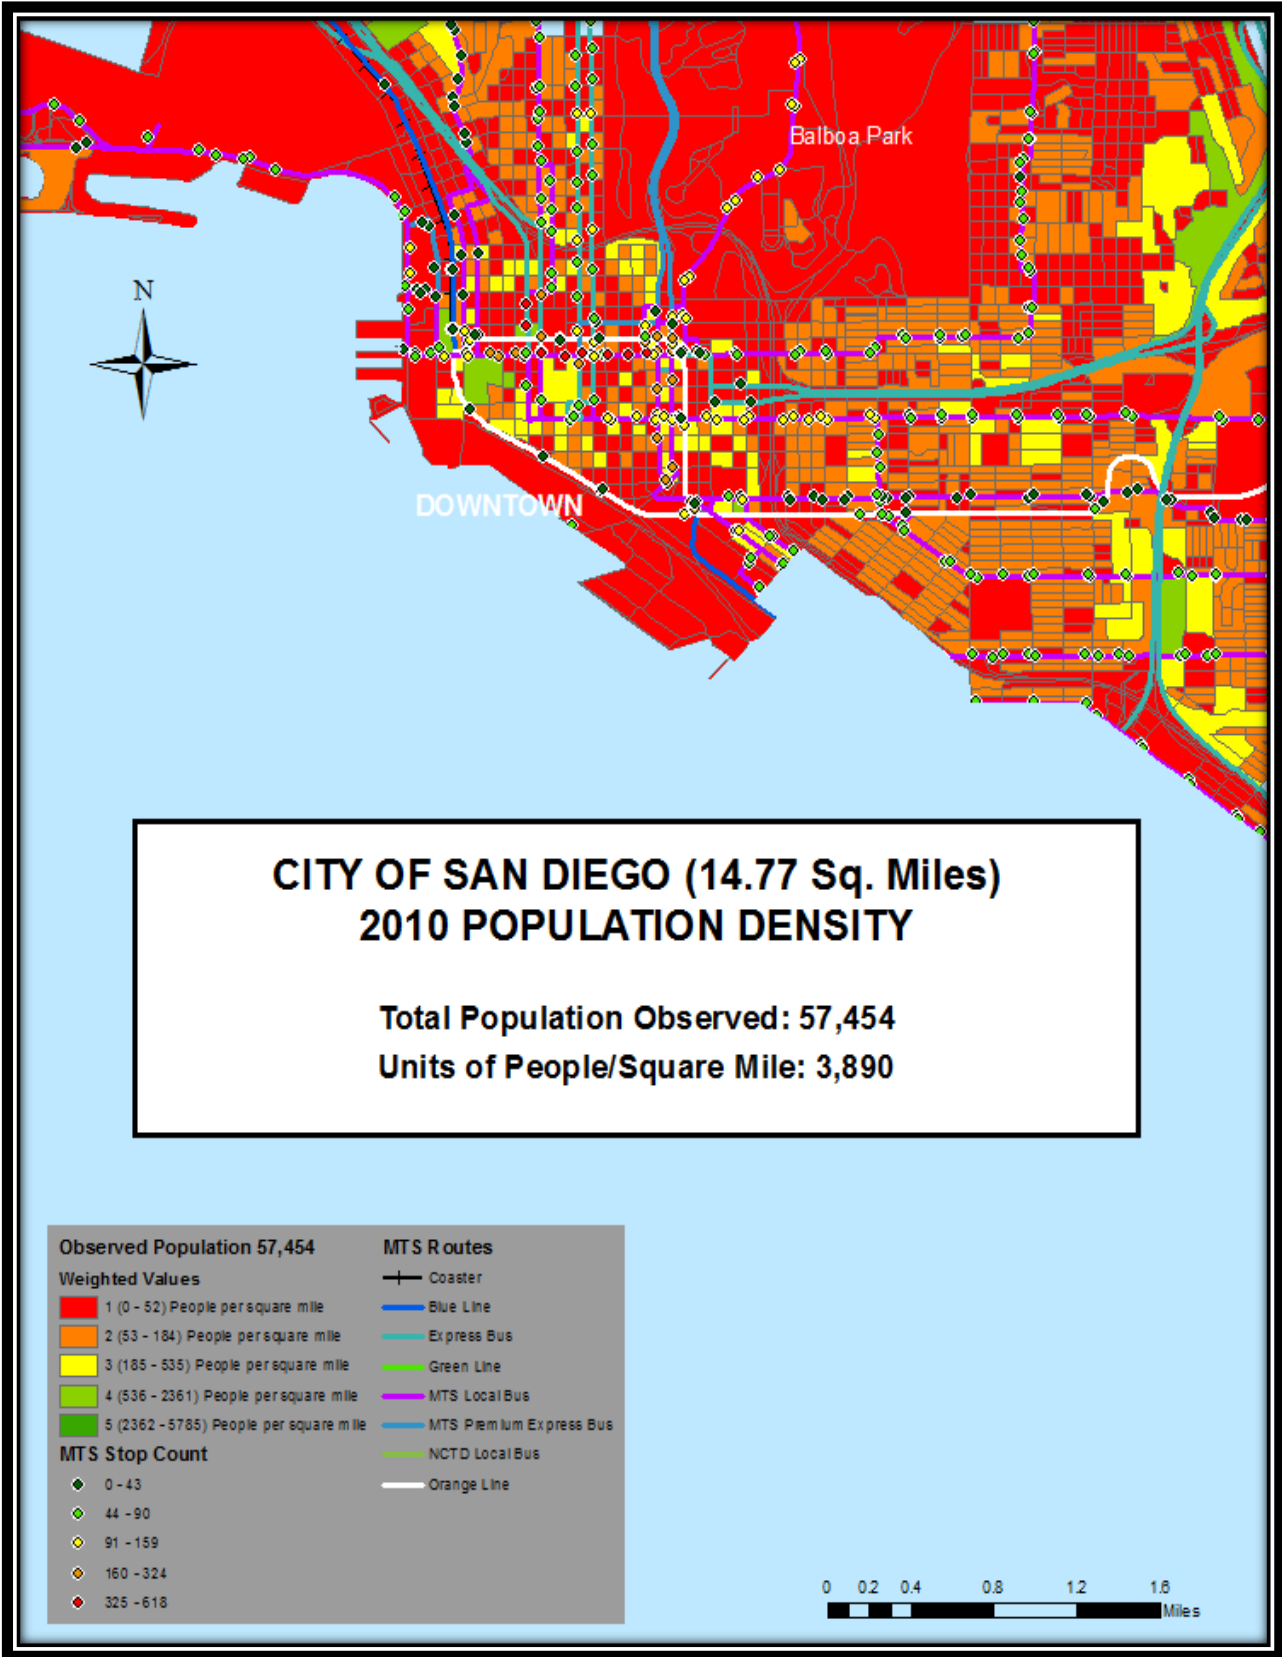 Balboa Park
N
DOWNTOWN
CITY OF SAN DIEGO (14.77 Sq. Miles)
2010 POPULATION DENSITY
Total Population Observed: 57,454
Units of People/Square Mile: 3,890
Observed Population 57,454
Weighted Values
1 (0 - 52) People per square mile
2 (53 - 184) People per square mile
3 (185 - 535) People per square mile
4 (536 - 2361) People per square mile
5 (2362 - 5785) People per square mile
MTS Stop Count
0 - 43
44 - 90
91 - 159
160 - 324
325 - 618
MTS Routes
Coaster
Blue Line
Express Bus
Green Line
MTS Local Bus
MTS Premium Express Bus
NCTD Local Bus
Orange Line
0 0.2 0.4 0.8 1.2 1.6
Miles